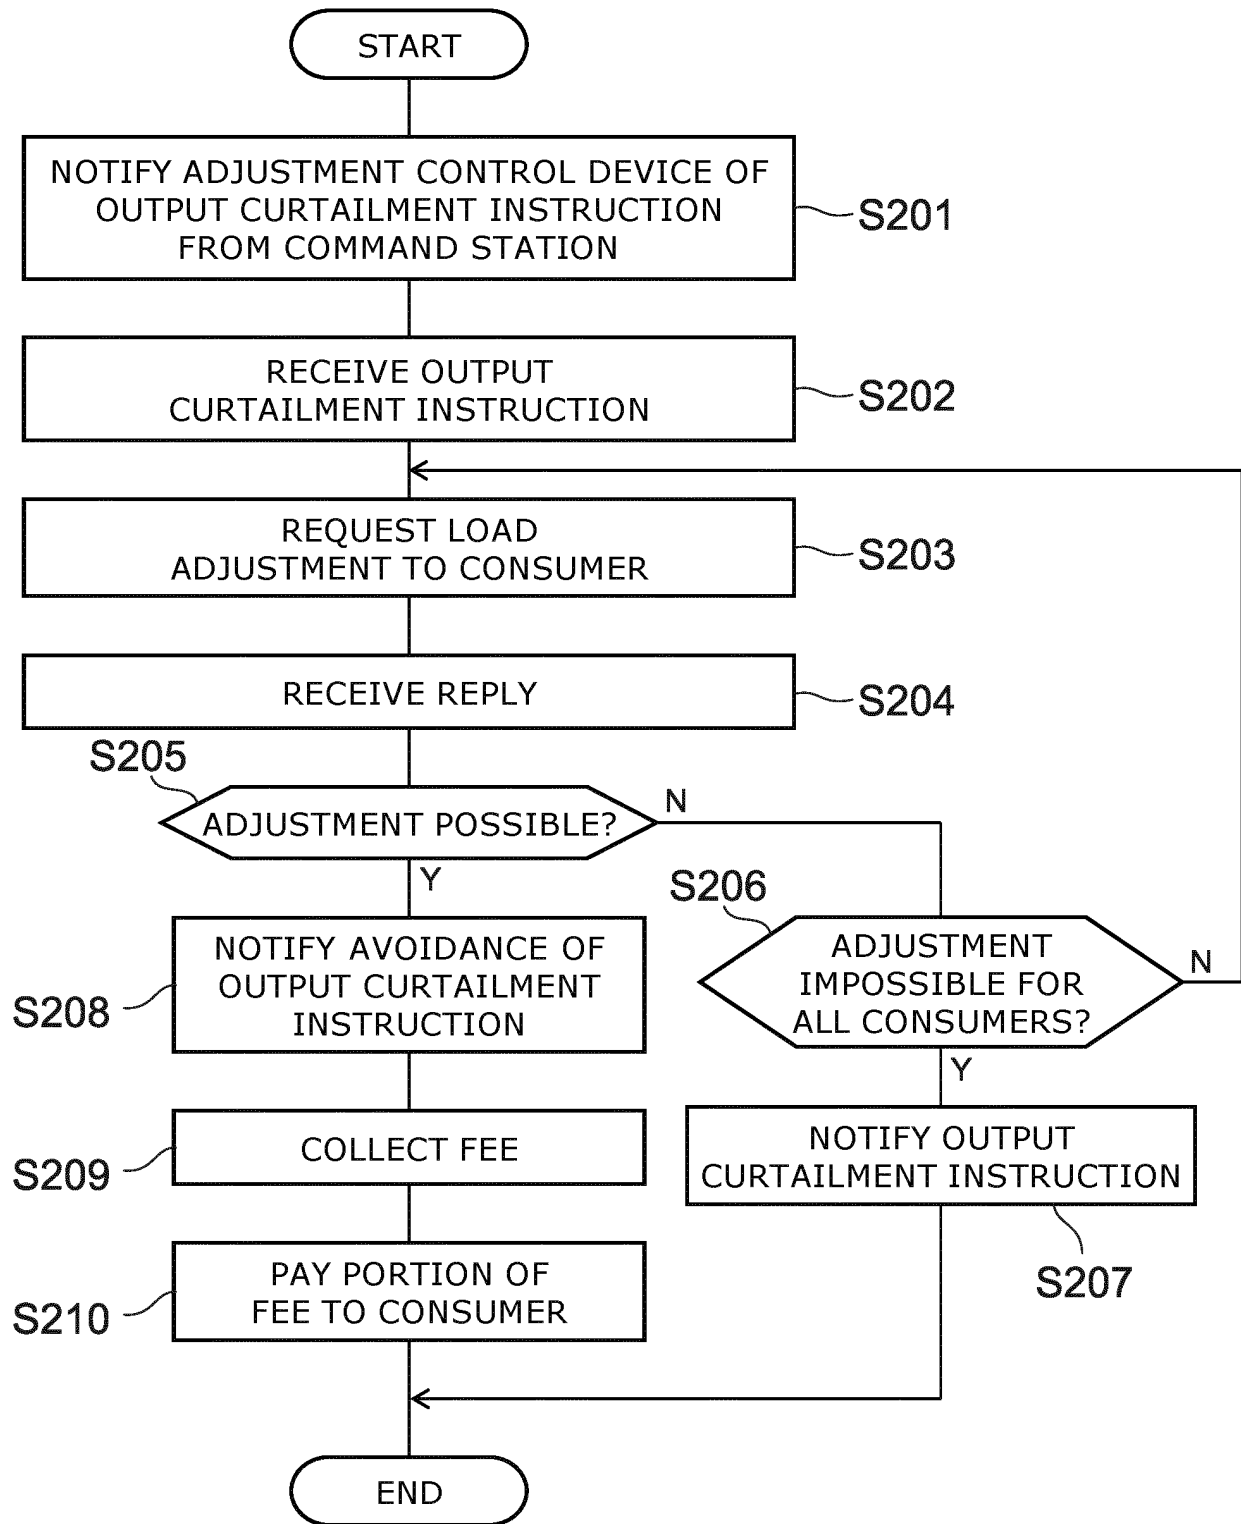 START
NOTIFY ADJUSTMENT CONTROL DEVICE OF
OUTPUT CURTAILMENT INSTRUCTION
FROM COMMAND STATION
S201
RECEIVE OUTPUT
CURTAILMENT INSTRUCTION
S202
REQUEST LOAD
ADJUSTMENT TO CONSUMER
S203
RECEIVE REPLY
S204
S205
ADJUSTMENT POSSIBLE?
N
Y
S206
ADJUSTMENT
IMPOSSIBLE FOR
ALL CONSUMERS?
N
Y
NOTIFY AVOIDANCE OF
OUTPUT CURTAILMENT
INSTRUCTION
S208
COLLECT FEE
S209
NOTIFY OUTPUT
CURTAILMENT INSTRUCTION
S207
PAY PORTION OF
FEE TO CONSUMER
S210
END